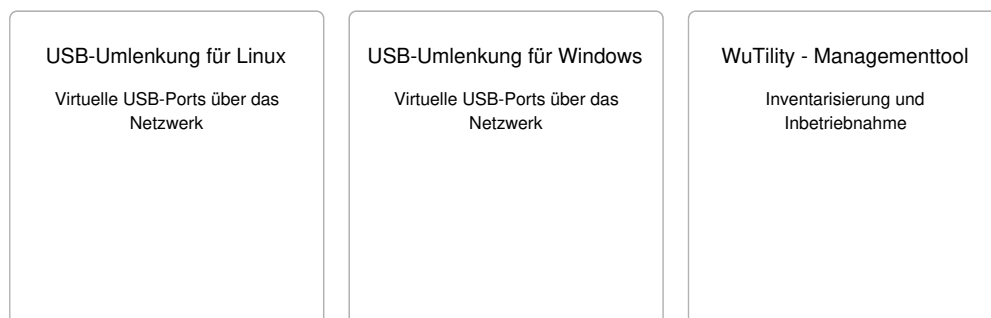 USB-Umlenkung für Linux
Virtuelle USB-Ports über das
Netzwerk
USB-Umlenkung für Windows
Virtuelle USB-Ports über das
Netzwerk
WuTility - Managementtool
Inventarisierung und
Inbetriebnahme